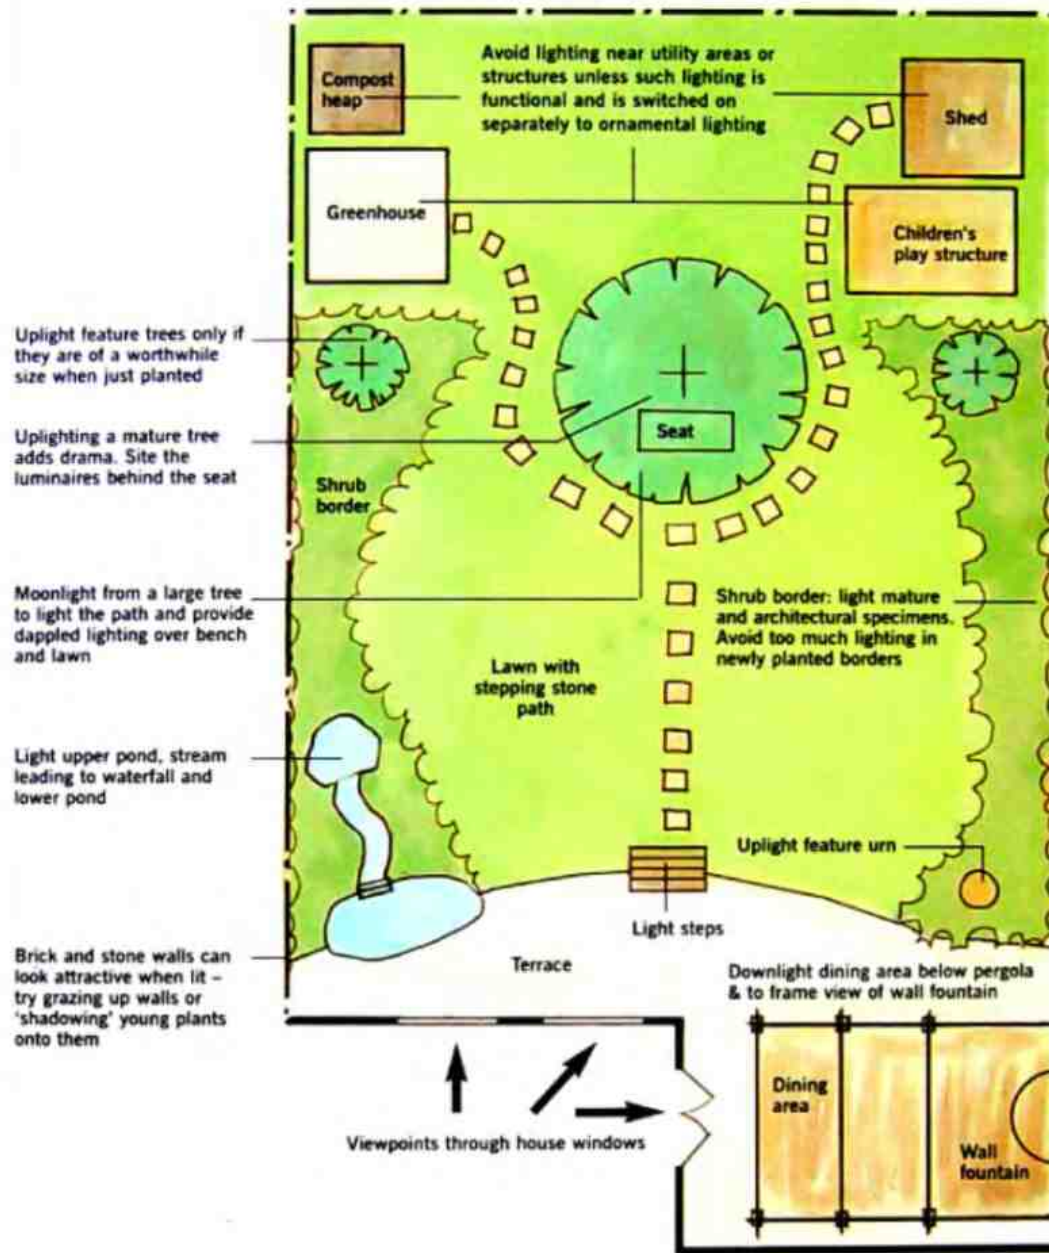 Avoid lighting near utility areas or
structures unless such lighting is
functional and is switched on
separately to ornamental lighting
Compost
heap
Shed
Greenhouse
Children's
play structure
Uplight feature trees only if
they are of a worthwhile
size when just planted
Uplighting a mature tree
adds drama. Site the
luminaires behind the seat
Seat
Shrub
border
Moonlight from a large tree
to light the path and provide
dappled lighting over bench
and lawn
Shrub border: light mature
and architectural specimens.
Avoid too much lighting in
newly planted borders
Lawn with
stepping stone
path
Light upper pond, stream
leading to waterfall and
lower pond
Uplight feature urn
Light steps
Brick and stone walls can
look attractive when lit –
try grazing up walls or
'shadowing' young plants
onto them
Terrace
Downlight dining area below pergola
& to frame view of wall fountain
Dining
area
Wall
fountain
Viewpoints through house windows